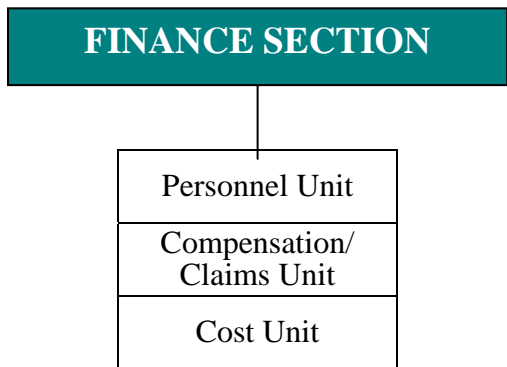 FINANCE SECTION
Personnel Unit
Compensation/
Claims Unit
Cost Unit